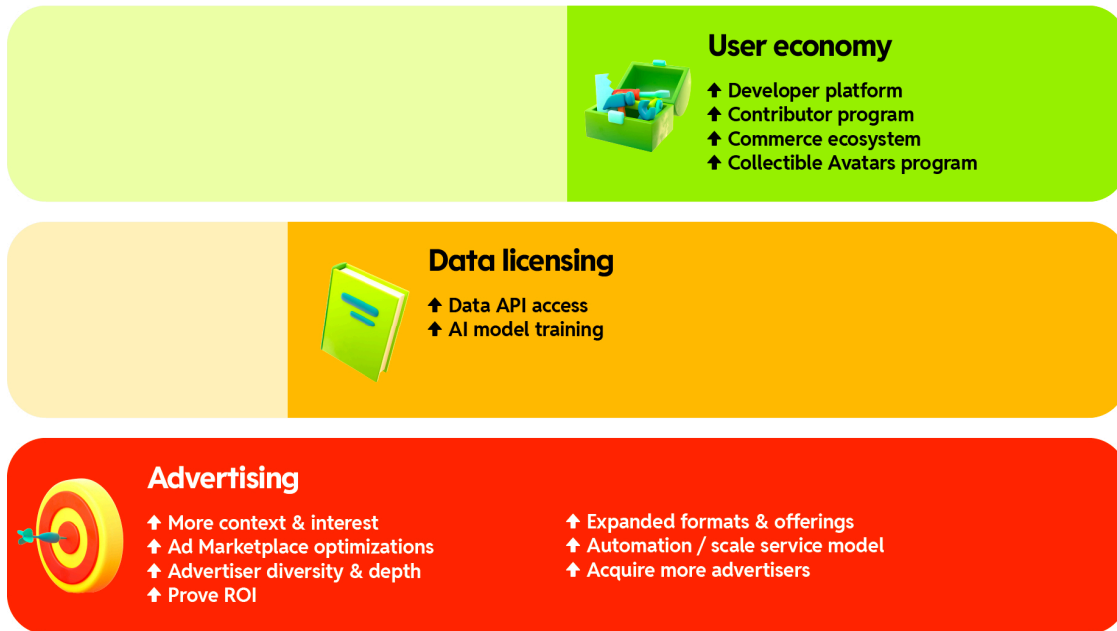 User economy
Developer platform
Contributor program
Commerce ecosystem
Collectible Avatars program
Data licensing
Data API access
AI model training
Advertising
More context & interest
Ad Marketplace optimizations
Advertiser diversity & depth
Prove ROI
Expanded formats & offerings
Automation / scale service model
Acquire more advertisers